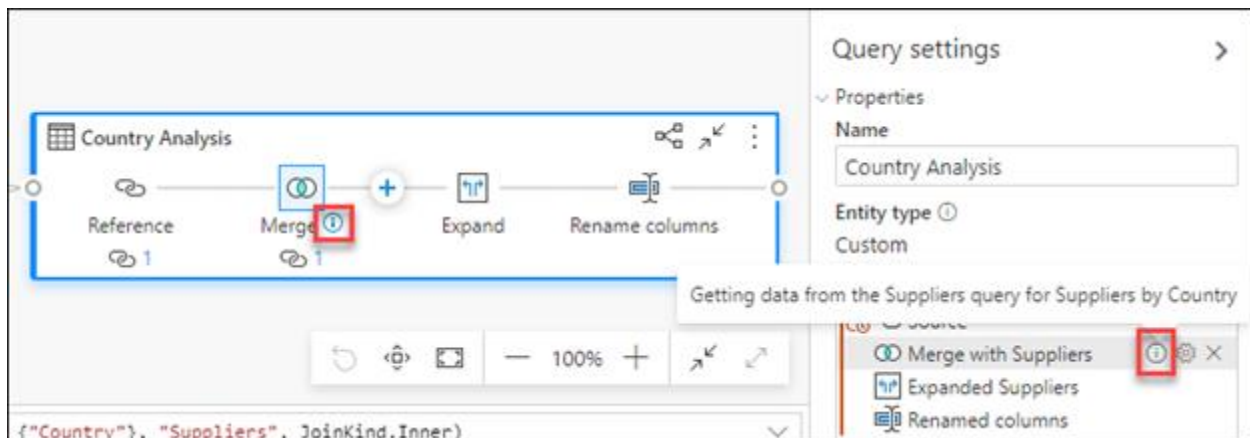 Query settings
Properties
Name
Country Analysis
Entity type
Custom
Country Analysis
Reference
Merge
Expand
Rename columns
1
1
Getting data from the Suppliers query for Suppliers by Country
Source
Merge with Suppliers
Expanded Suppliers
Renamed columns
100%
{"Country"}, "Suppliers", JoinKind.Inner)